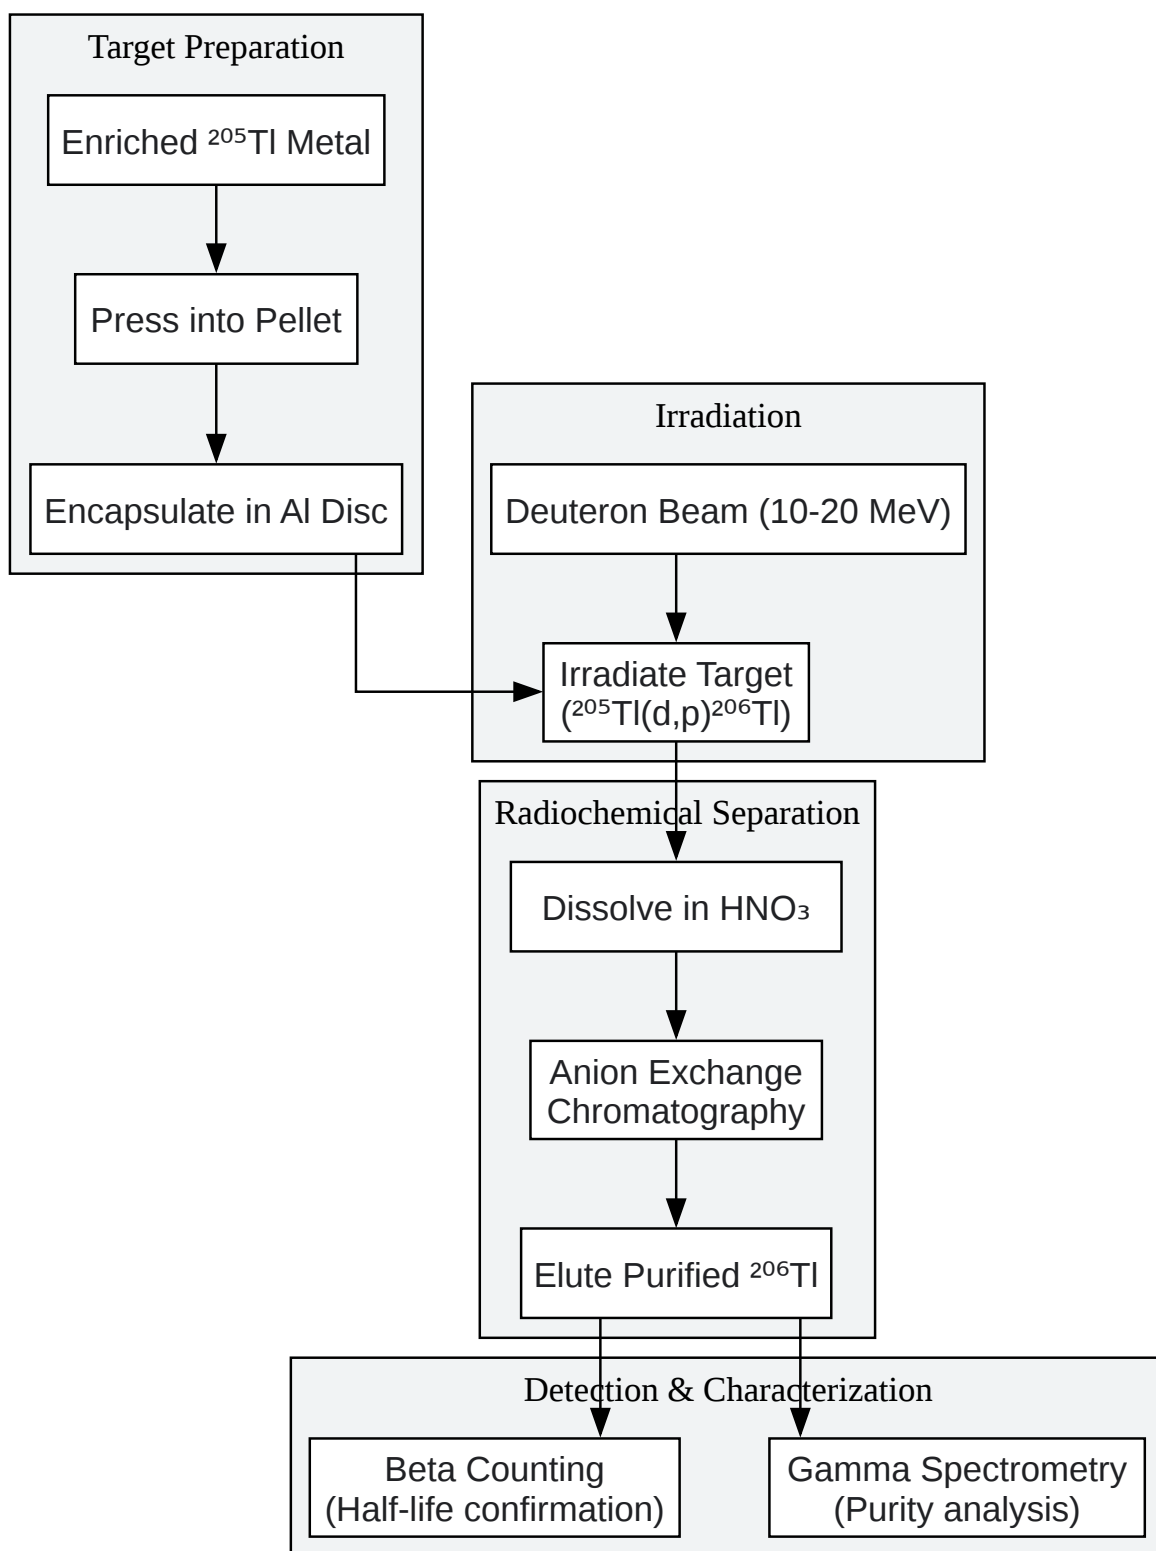 Target Preparation
Enriched ²⁰⁵Tl Metal
Press into Pellet
Encapsulate in Al Disc
Irradiation
Deuteron Beam (10-20 MeV)
Irradiate Target
(²⁰⁵Tl(d,p)²⁰⁶Tl)
Radiochemical Separation
Dissolve in HNO₃
Anion Exchange
Chromatography
Elute Purified ²⁰⁶Tl
Detection & Characterization
Beta Counting
(Half-life confirmation)
Gamma Spectrometry
(Purity analysis)